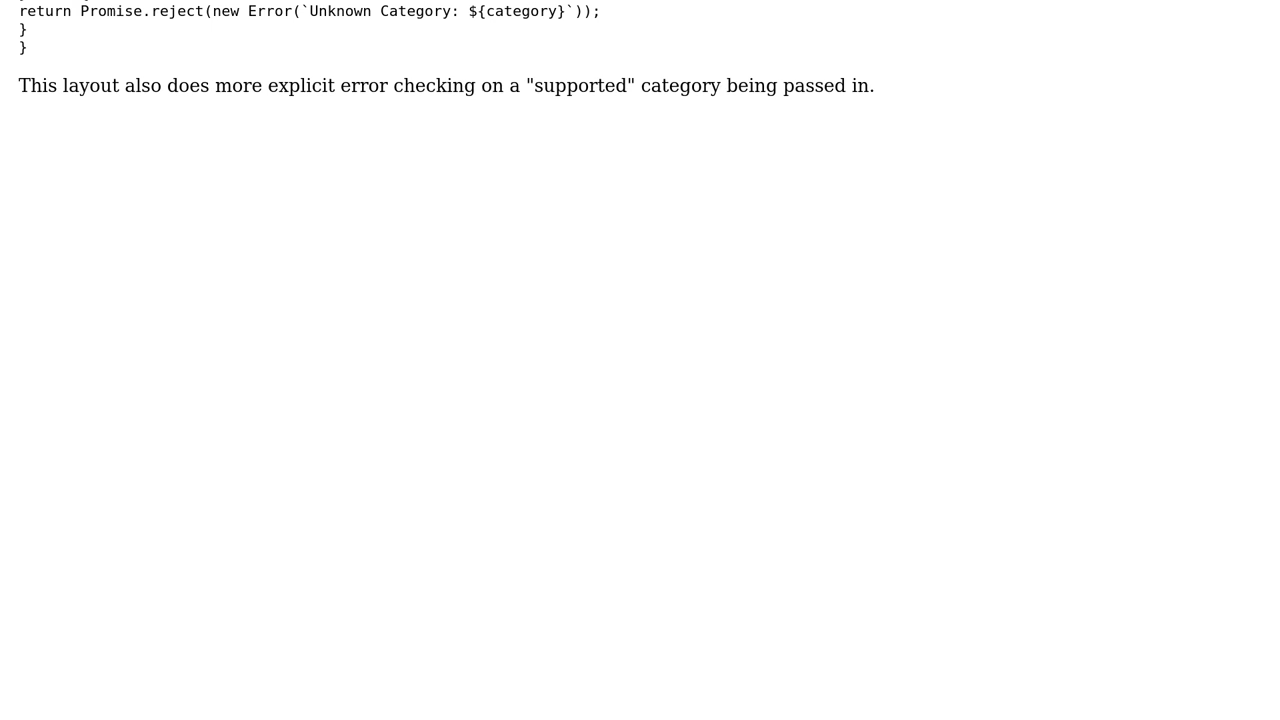 return Promise.reject(new Error(`Unknown Category: ${category}`));
}
}
This layout also does more explicit error checking on a "supported" category being passed in.